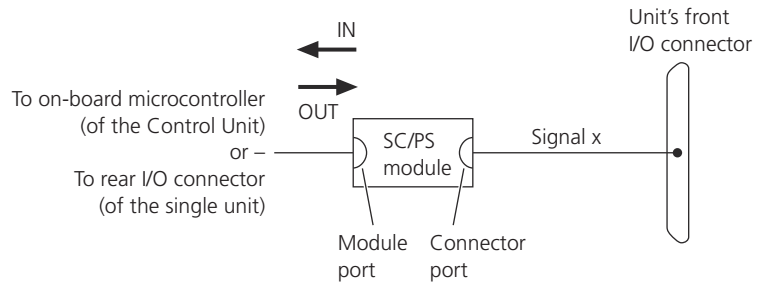 Unit's front
I/O connector
IN
OUT
To on-board microcontroller
(of the Control Unit)
or –
To rear I/O connector
(of the single unit)
SC/PS
module
Signal x
Module
port
Connector
port